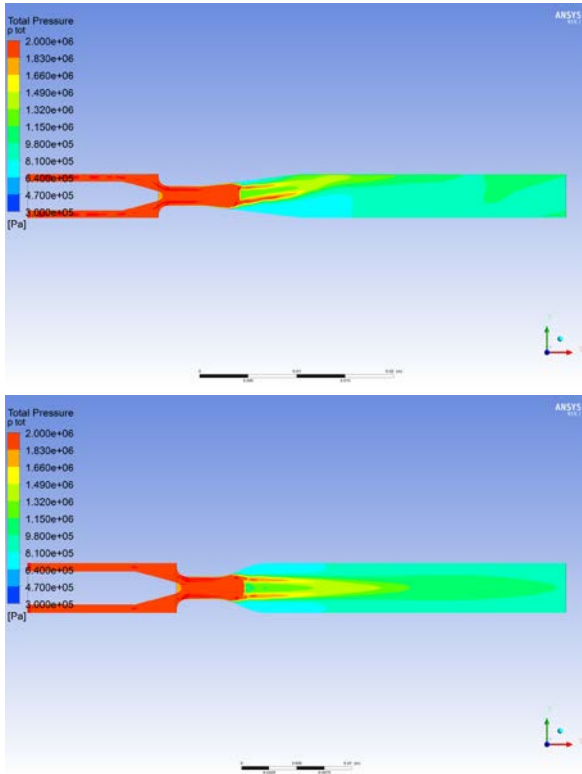 Total Pressure
p tot
ANSYS
2.000e+06
1.830e+06
1.660e+06
1.490e+06
1.320e+06
1.150e+06
9.800e+05
8.100e+05
6.400e+05
4.700e+05
3.000e+05
[Pa]
Total Pressure
p tot
ANSYS
2.000e+06
1.830e+06
1.660e+06
1.490e+06
1.320e+06
1.150e+06
9.800e+05
8.100e+05
6.400e+05
4.700e+05
3.000e+05
[Pa]